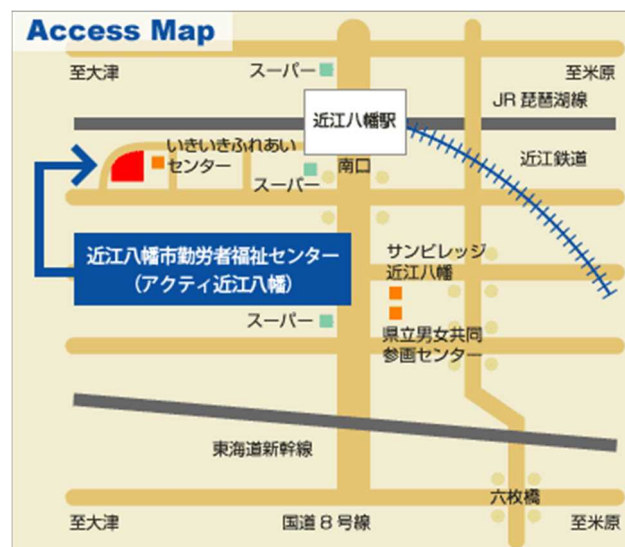 Access Map
スーパー
至大津
至米原
JR 琵琶湖線
近江八幡駅
いきいきふれあい
センター
近江鉄道
南口
スーパー
近江八幡市勤労者福祉センター
(アクティ近江八幡)
サンビレッジ
近江八幡
スーパー
県立男女共同
参画センター
東海道新幹線
六枚橋
至大津
国道8号線
至米原